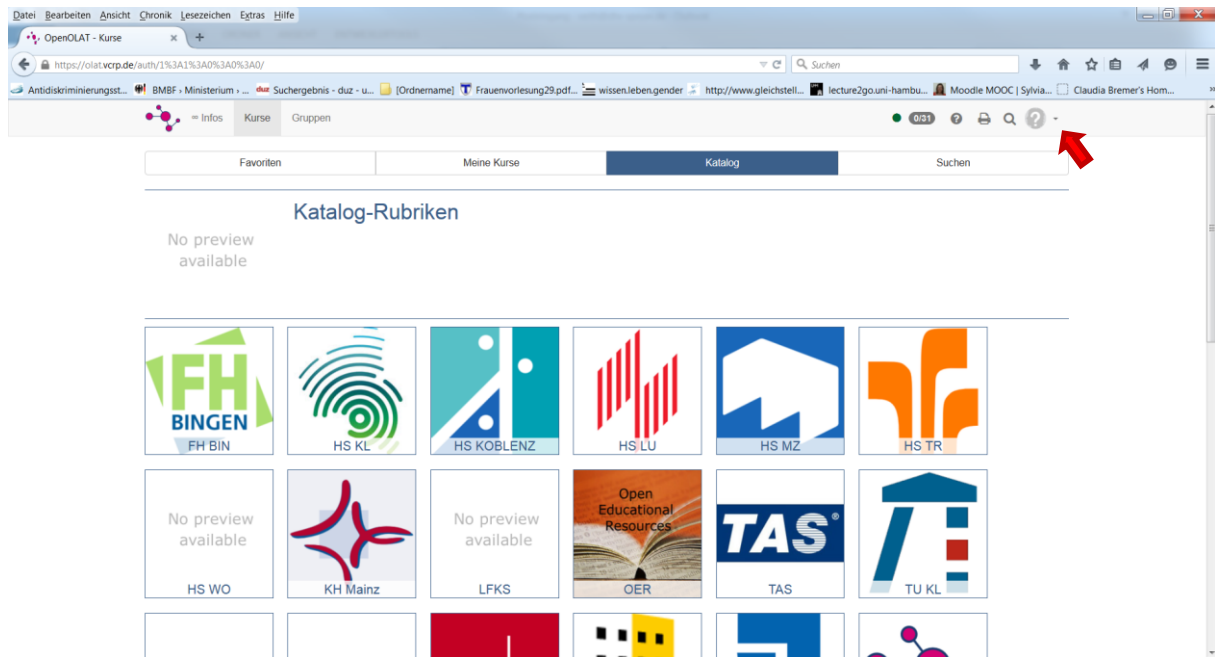 Datei Bearbeiten Ansicht Chronik Lesezeichen Extras Hilfe
OpenOLAT - Kurse
https://olat.vcrp.de/auth/1%3A1%3A0%3A0%3A0/
Suchen
Antidiskriminierungsst... BMBF › Ministerium › ... duz Suchergebnis - duz - u... [Ordnername] Frauenvorlesung29.pdf... wissen.leben.gender http://www.gleichstell... lecture2go.uni-hambu... Moodle MOOC | Sylvia... Claudia Bremer's Hom...
= Infos Kurse Gruppen 0/31
Favoriten Meine Kurse Katalog Suchen
Katalog-Rubriken
No preview
available
FH
BINGEN
FH BIN HS KL HS KOBLENZ HS LU HS MZ HS TR
No preview
available
HS WO
KH Mainz
No preview
available
LFKS
Open
Educational
Resources
OER
TAS®
TAS
TU KL